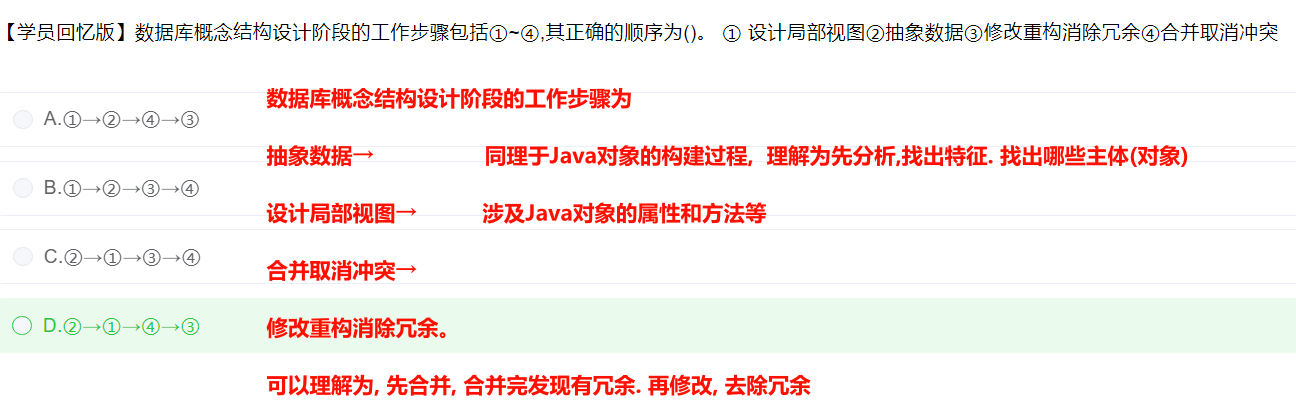 【学员回忆版】数据库概念结构设计阶段的工作步骤包括①~④,其正确的顺序为()。 ① 设计局部视图②抽象数据③修改重构消除冗余④合并取消冲突
数据库概念结构设计阶段的工作步骤为
A.①→②→④→③
抽象数据→ 同理于Java对象的构建过程, 理解为先分析,找出特征. 找出哪些主体(对象)
B.①→②→③→④
设计局部视图→ 涉及Java对象的属性和方法等
C.②→①→③→④
合并取消冲突→
D.②→①→④→③
修改重构消除冗余。
可以理解为, 先合并, 合并完发现有冗余. 再修改, 去除冗余